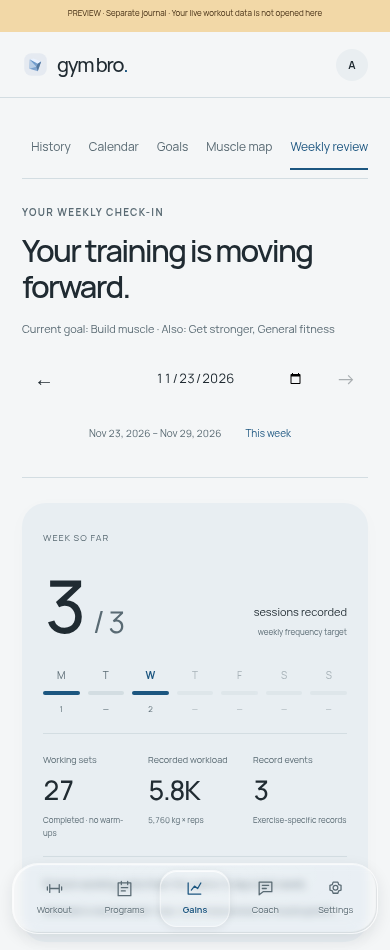 PREVIEW · Separate journal · Your live workout data is not opened here
gym bro.
A
History Calendar Goals Muscle map Weekly review
YOUR WEEKLY CHECK-IN
Your training is moving
forward.
Current goal: Build muscle · Also: Get stronger, General fitness
← 11/23/2026 →
Nov 23, 2026 – Nov 29, 2026 This week
WEEK SO FAR
3 / 3
sessions recorded
weekly frequency target
M T W T F S S
1 – 2 – – – –
Working sets Recorded workload Record events
27 5.8K 3
Completed · no warm- 5,760 kg × reps Exercise-specific records
ups
Workout Programs Gains Coach Settings